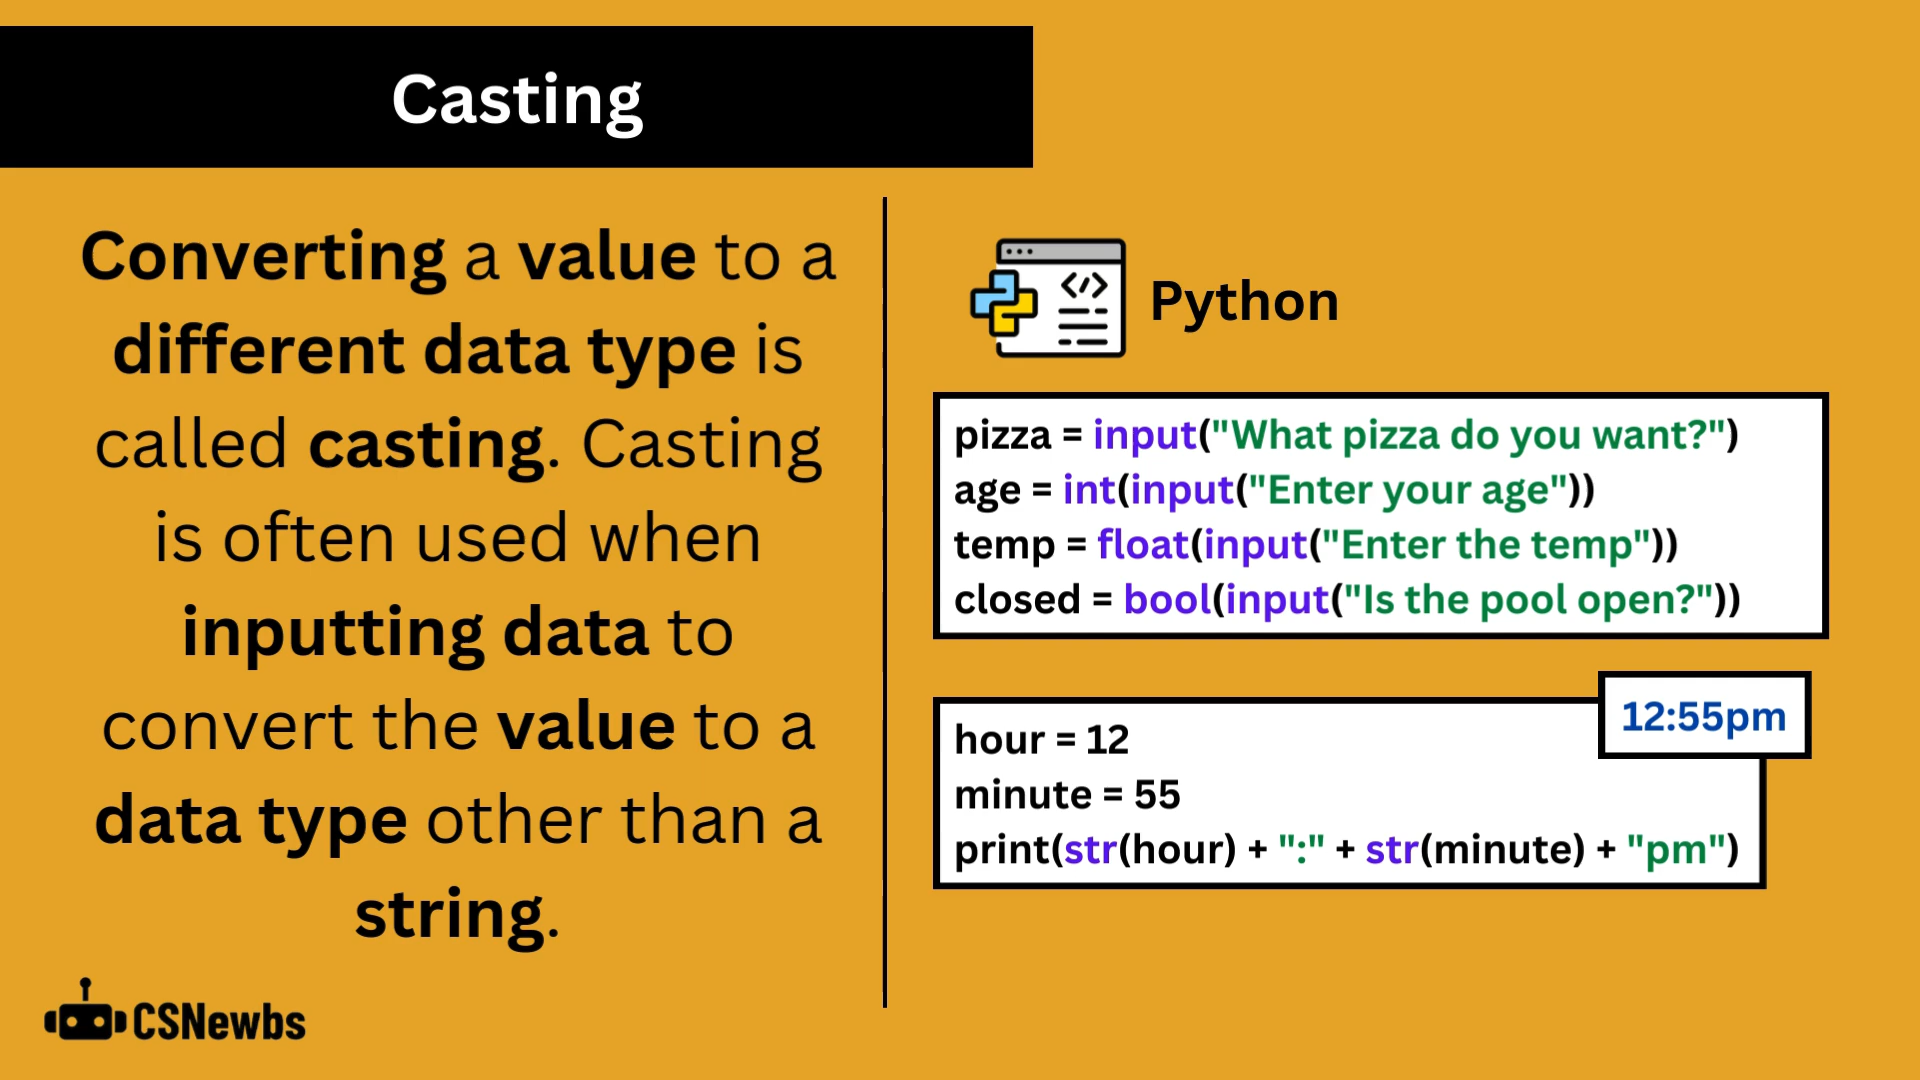 Casting
Converting a value to a
different data type is
called casting. Casting
is often used when
inputting data to
convert the value to a
data type other than a
string.
CSNewbs
</>
Python
pizza = input("What pizza do you want?")
age = int(input("Enter your age"))
temp = float(input("Enter the temp"))
closed = bool(input("Is the pool open?"))
12:55pm
hour = 12
minute = 55
print(str(hour) + ":" + str(minute) + "pm")